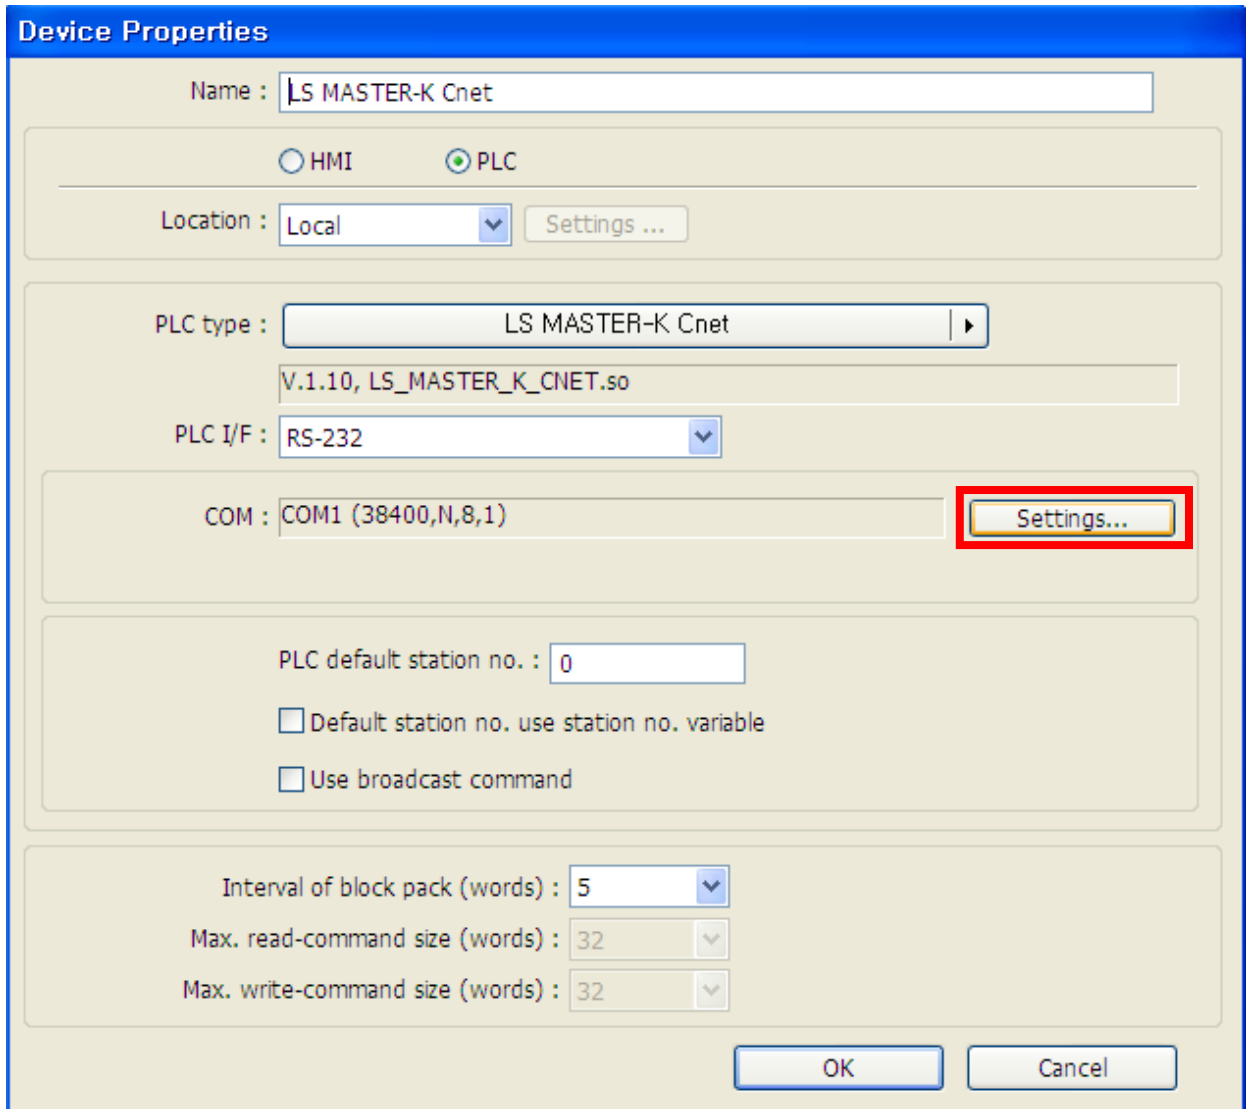 Device Properties
Name : LS MASTER-K Cnet
HMI PLC
Location : Local Settings ...
PLC type : LS MASTER-K Cnet
V.1.10, LS_MASTER_K_CNET.so
PLC I/F : RS-232
COM : COM1 (38400,N,8,1) Settings...
PLC default station no. : 0
Default station no. use station no. variable
Use broadcast command
Interval of block pack (words) : 5
Max. read-command size (words) : 32
Max. write-command size (words) : 32
OK Cancel